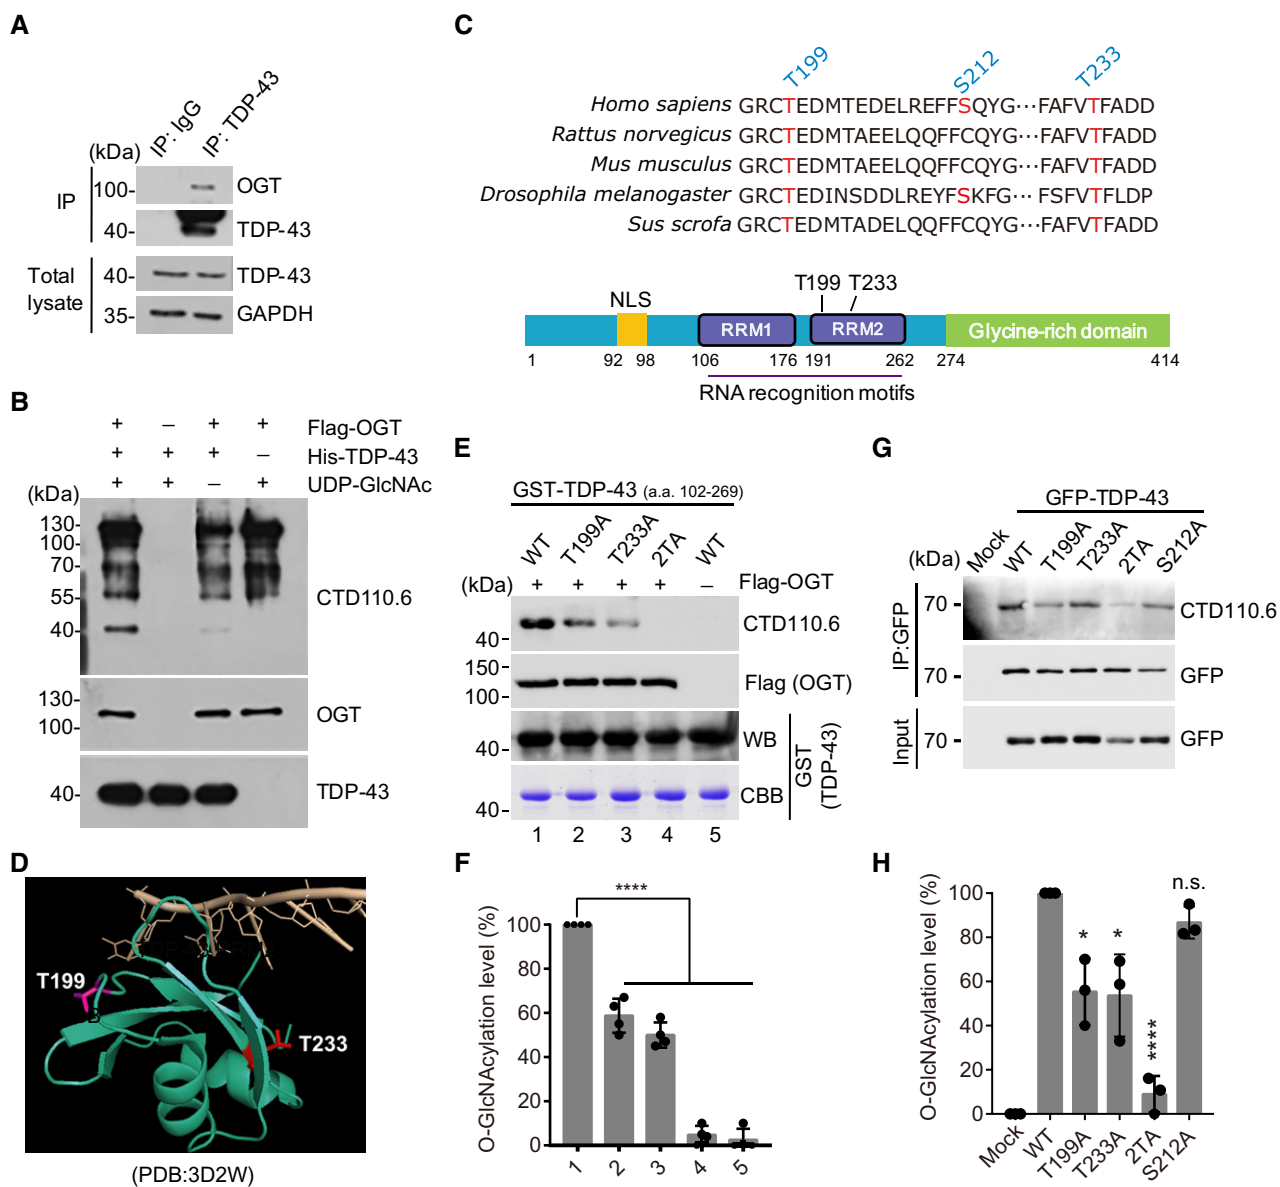 A
IP: IgG
IP: TDP-43
(kDa)
IP
100-
OGT
40-
TDP-43
Total
lysate
40-
TDP-43
35-
GAPDH
B
+ – + + Flag-OGT
+ + + – His-TDP-43
+ + – + UDP-GlcNAc
(kDa)
130-
100-
70-
55-
40-
CTD110.6
130-
100-
OGT
40-
TDP-43
C
T199 S212 T233
Homo sapiens GRCTEDMTEDELREFFSQYG···FAFVTFADD
Rattus norvegicus GRCTEDMTAEELQQFFCQYG···FAFVTFADD
Mus musculus GRCTEDMTAEELQQFFCQYG···FAFVTFADD
Drosophila melanogaster GRCTEDINSDDLREYFSKFG···FSFVTFLDP
Sus scrofa GRCTEDMTADELQQFFCQYG···FAFVTFADD
T199 T233
NLS
RRM1 RRM2 Glycine-rich domain
1 92 98 106 176 191 262 274 414
RNA recognition motifs
D
T199
T233
(PDB:3D2W)
E
GST-TDP-43 (a.a. 102-269)
WT T199A T233A 2TA WT
(kDa) + + + + – Flag-OGT
40-
CTD110.6
150-
100-
Flag (OGT)
40-
WB
40-
CBB
GST
(TDP-43)
1 2 3 4 5
F
O-GlcNAcylation level (%)
****
100
80
60
40
20
0
1 2 3 4 5
G
GFP-TDP-43
(kDa) Mock WT T199A T233A 2TA S212A
IP:GFP
70 -
CTD110.6
70 -
GFP
Input
70 -
GFP
H
O-GlcNAcylation level (%)
100
80
60
40
20
0
* * **** n.s.
Mock WT T199A T233A 2TA S212A